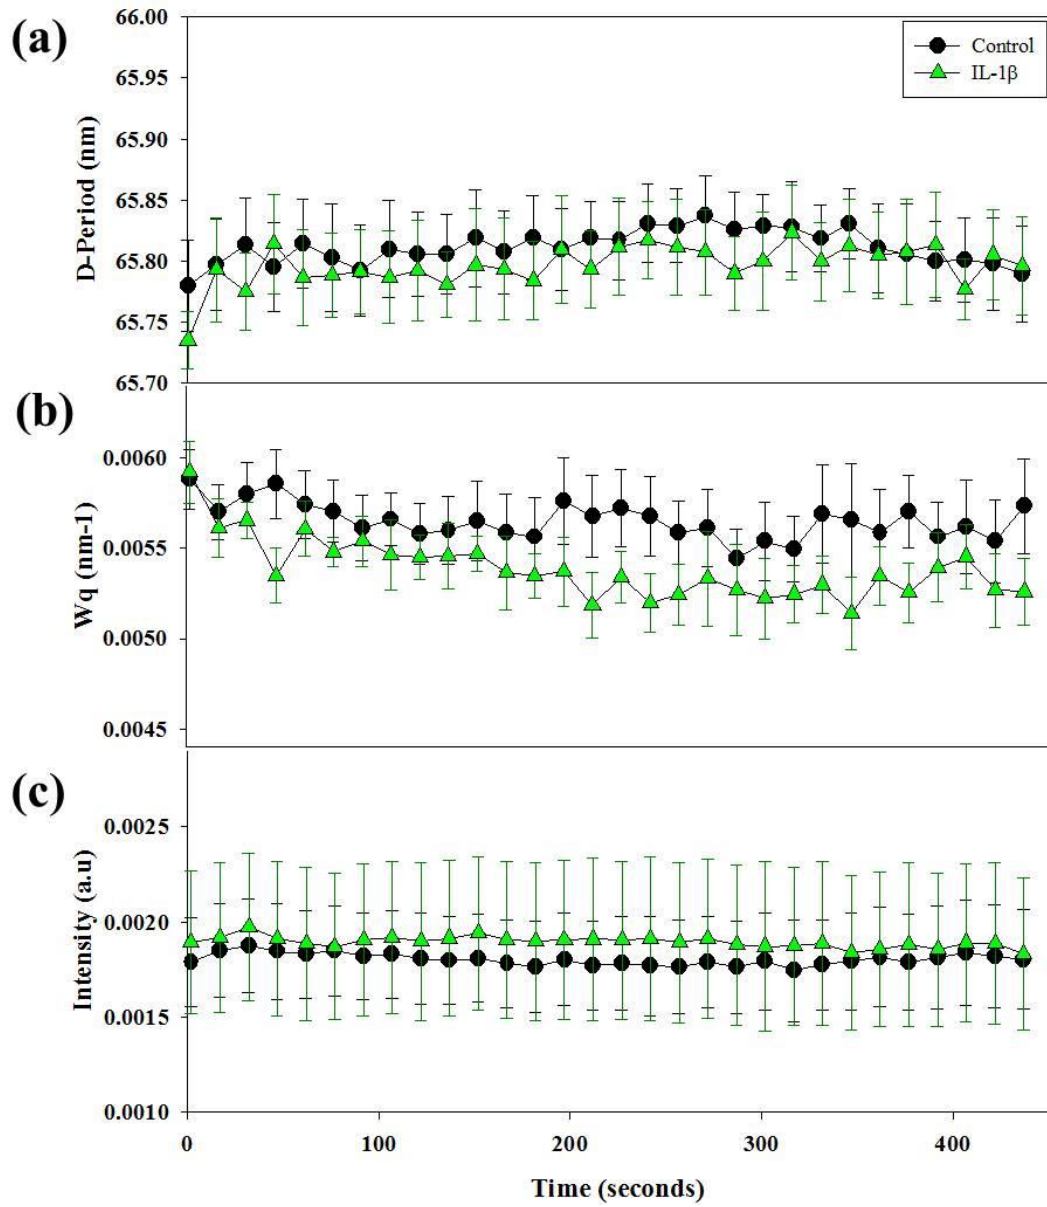 (a)
66.00
65.95
65.90
65.85
65.80
65.75
65.70
D-Period (nm)
Control
IL-1β
(b)
0.0060
0.0055
0.0050
0.0045
Wq (nm-1)
(c)
0.0025
0.0020
0.0015
0.0010
Intensity (a.u)
0 100 200 300 400
Time (seconds)